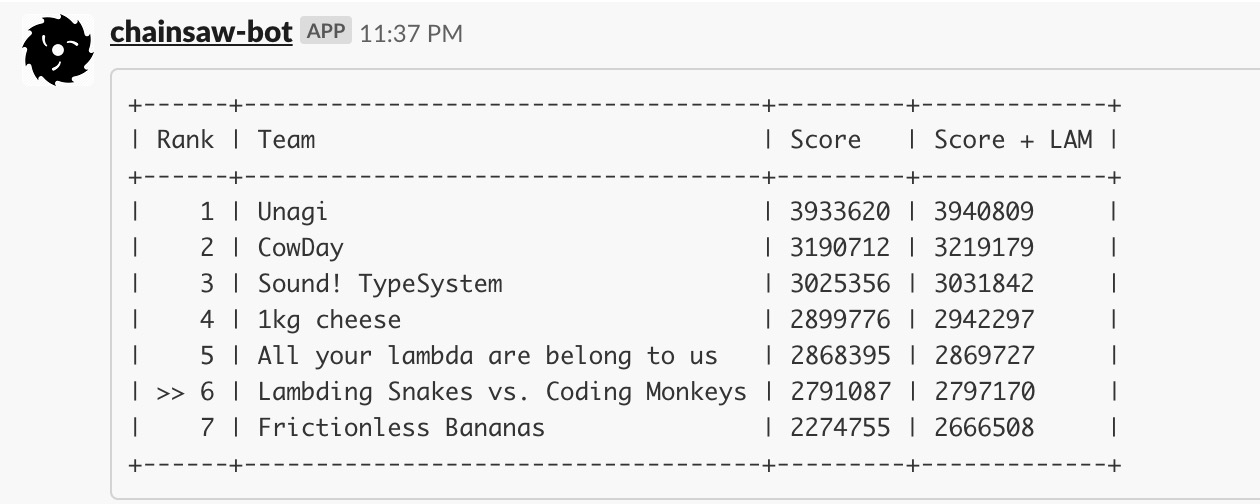 chainsaw-bot APP 11:37 PM
+------+------------------------------------+---------+-------------+
| Rank | Team                               | Score   | Score + LAM |
+------+------------------------------------+---------+-------------+
|    1 | Unagi                              | 3933620 | 3940809     |
|    2 | CowDay                             | 3190712 | 3219179     |
|    3 | Sound! TypeSystem                  | 3025356 | 3031842     |
|    4 | 1kg cheese                         | 2899776 | 2942297     |
|    5 | All your lambda are belong to us   | 2868395 | 2869727     |
| >> 6 | Lambding Snakes vs. Coding Monkeys | 2791087 | 2797170     |
|    7 | Frictionless Bananas               | 2274755 | 2666508     |
+------+------------------------------------+---------+-------------+